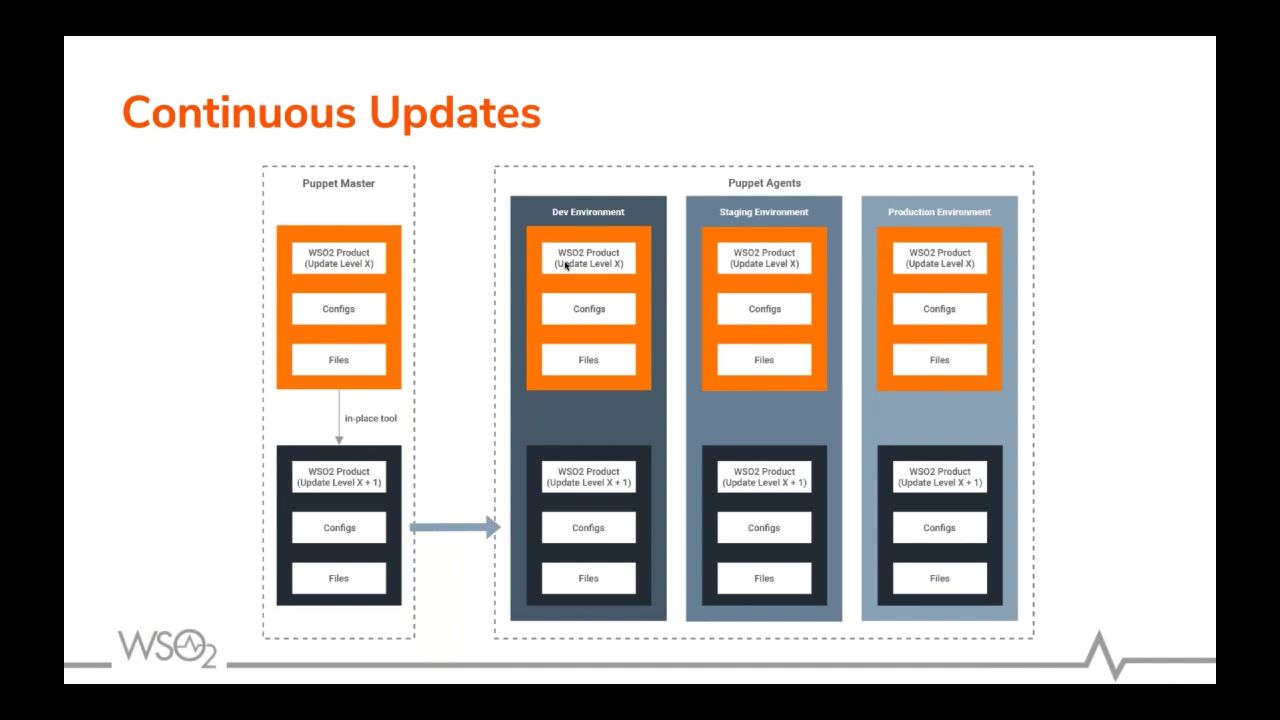 Continuous Updates
Puppet Master
WSO2 Product
(Update Level X)
Configs
Files
in-place tool
WSO2 Product
(Update Level X + 1)
Configs
Files
Puppet Agents
Dev Environment
WSO2 Product
(Update Level X)
Configs
Files
WSO2 Product
(Update Level X + 1)
Configs
Files
Staging Environment
WSO2 Product
(Update Level X)
Configs
Files
WSO2 Product
(Update Level X + 1)
Configs
Files
Production Environment
WSO2 Product
(Update Level X)
Configs
Files
WSO2 Product
(Update Level X + 1)
Configs
Files
WSO2